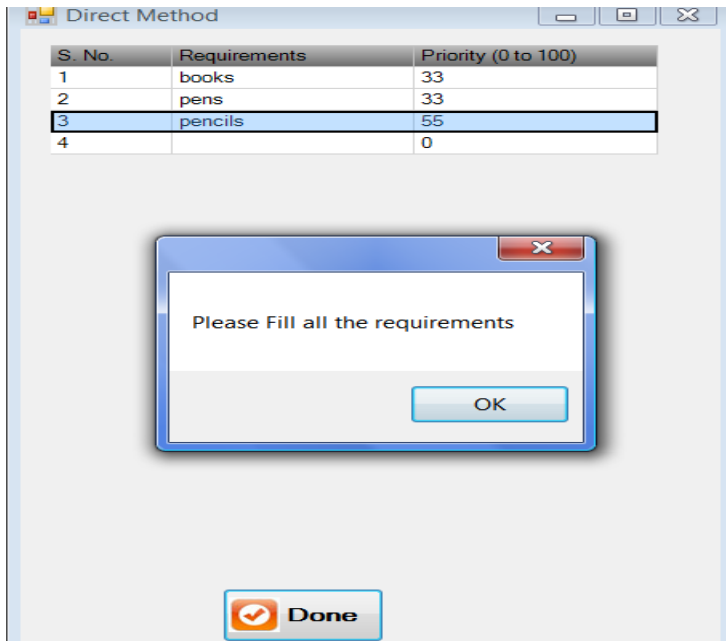 Direct Method
S. No. Requirements Priority (0 to 100)
1 books 33
2 pens 33
3 pencils 55
4 0
Please Fill all the requirements
OK
Done